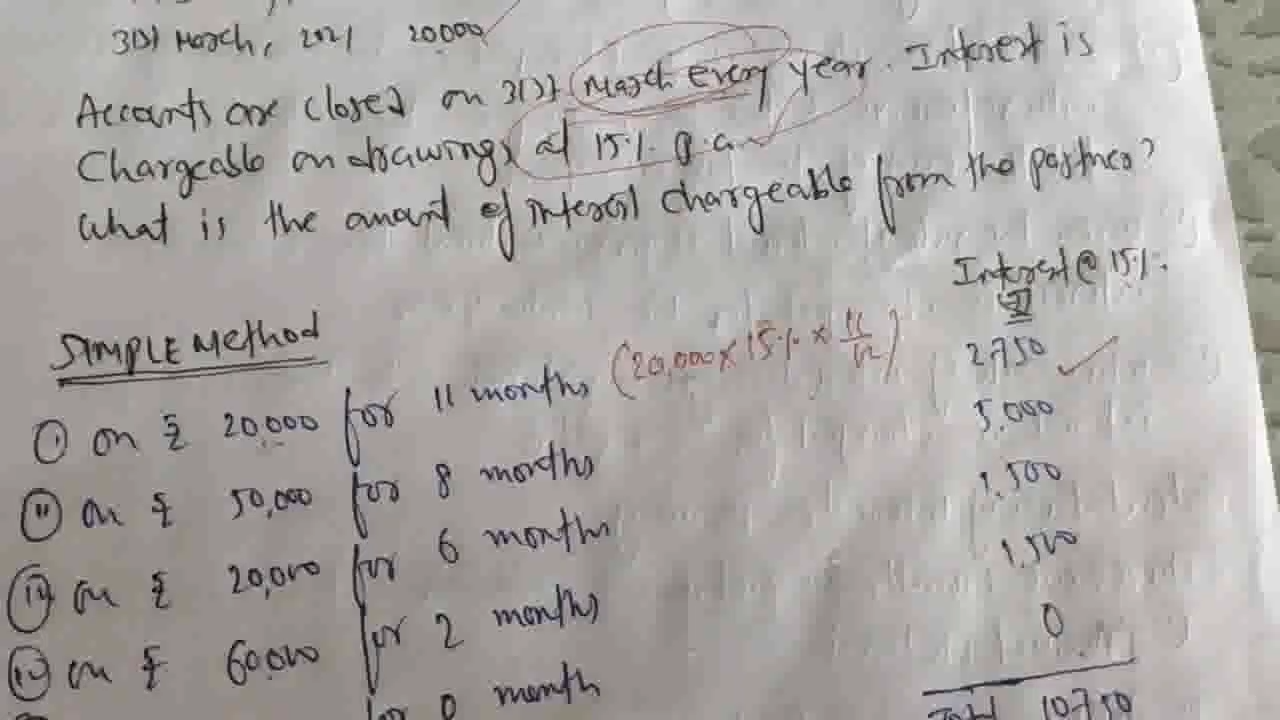 31st March, 2021 20,000
Accounts are closed on 31st March every year. Interest is
Chargeable on drawings at 15% p.a
What is the amount of interest chargeable from the partner?
Interest @ 15%
SIMPLE Method
(i) on ₹ 20,000 for 11 months (20,000 × 15% × 11/12) 2750
(ii) on ₹ 50,000 for 8 months 5,000
(iii) on ₹ 20,000 for 6 months 1,500
(iv) on ₹ 60,000 for 2 months 1,500
for 0 month 0
Total 10750